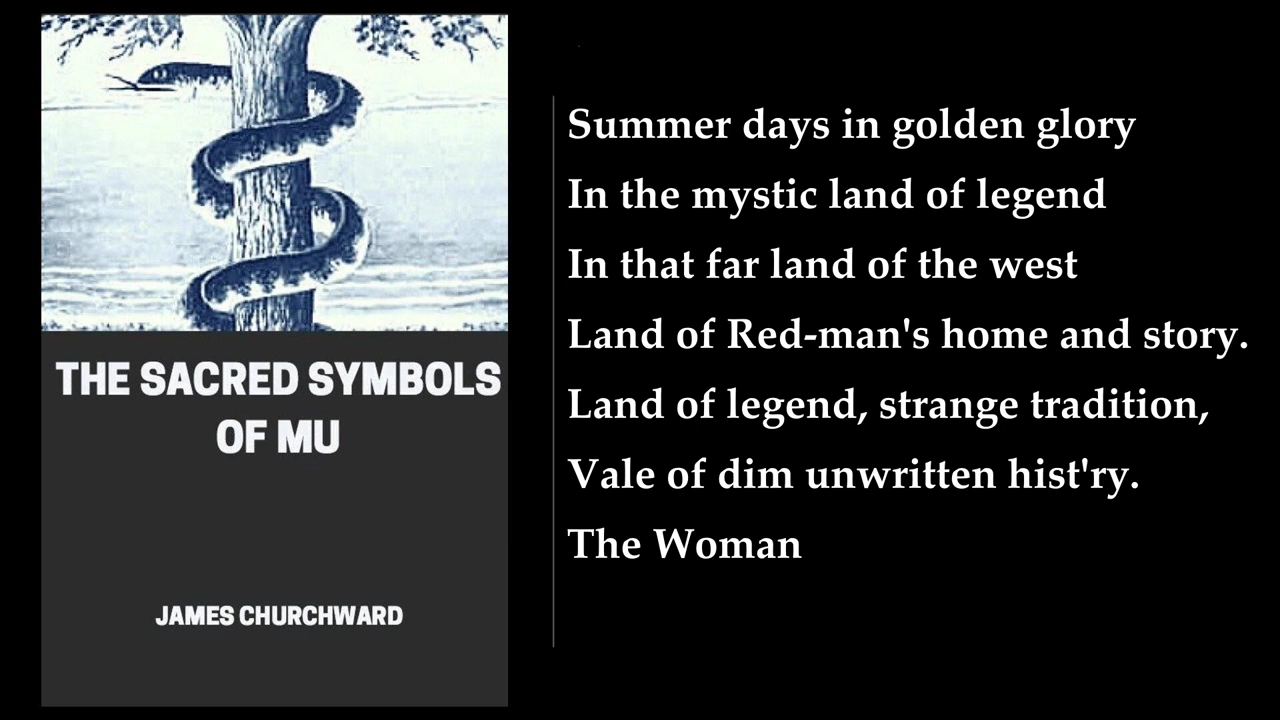 THE SACRED SYMBOLS
OF MU
JAMES CHURCHWARD
Summer days in golden glory
In the mystic land of legend
In that far land of the west
Land of Red-man's home and story.
Land of legend, strange tradition,
Vale of dim unwritten hist'ry.
The Woman